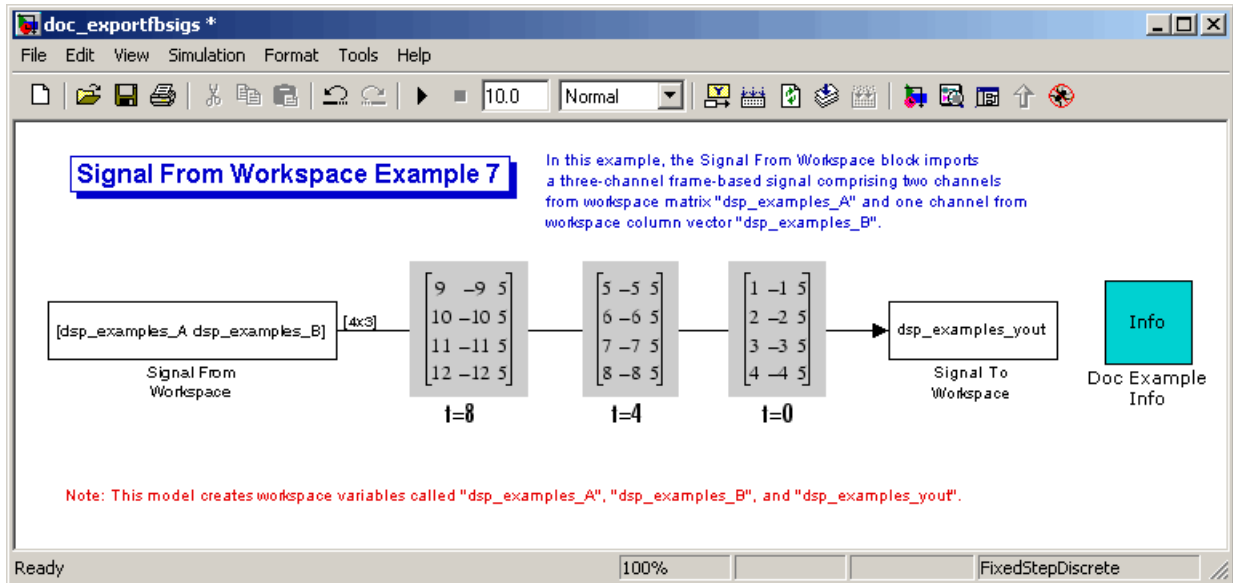 doc_exportfbsigs *
File Edit View Simulation Format Tools Help
10.0 Normal
Signal From Workspace Example 7
In this example, the Signal From Workspace block imports
a three-channel frame-based signal comprising two channels
from workspace matrix "dsp_examples_A" and one channel from
workspace column vector "dsp_examples_B".
[dsp_examples_A dsp_examples_B]
[4x3]
Signal From
Workspace
9 −9 5
10 −10 5
11 −11 5
12 −12 5
t=8
5 −5 5
6 −6 5
7 −7 5
8 −8 5
t=4
1 −1 5
2 −2 5
3 −3 5
4 −4 5
t=0
dsp_examples_yout
Signal To
Workspace
Info
Doc Example
Info
Note: This model creates workspace variables called "dsp_examples_A", "dsp_examples_B", and "dsp_examples_yout".
Ready 100% FixedStepDiscrete